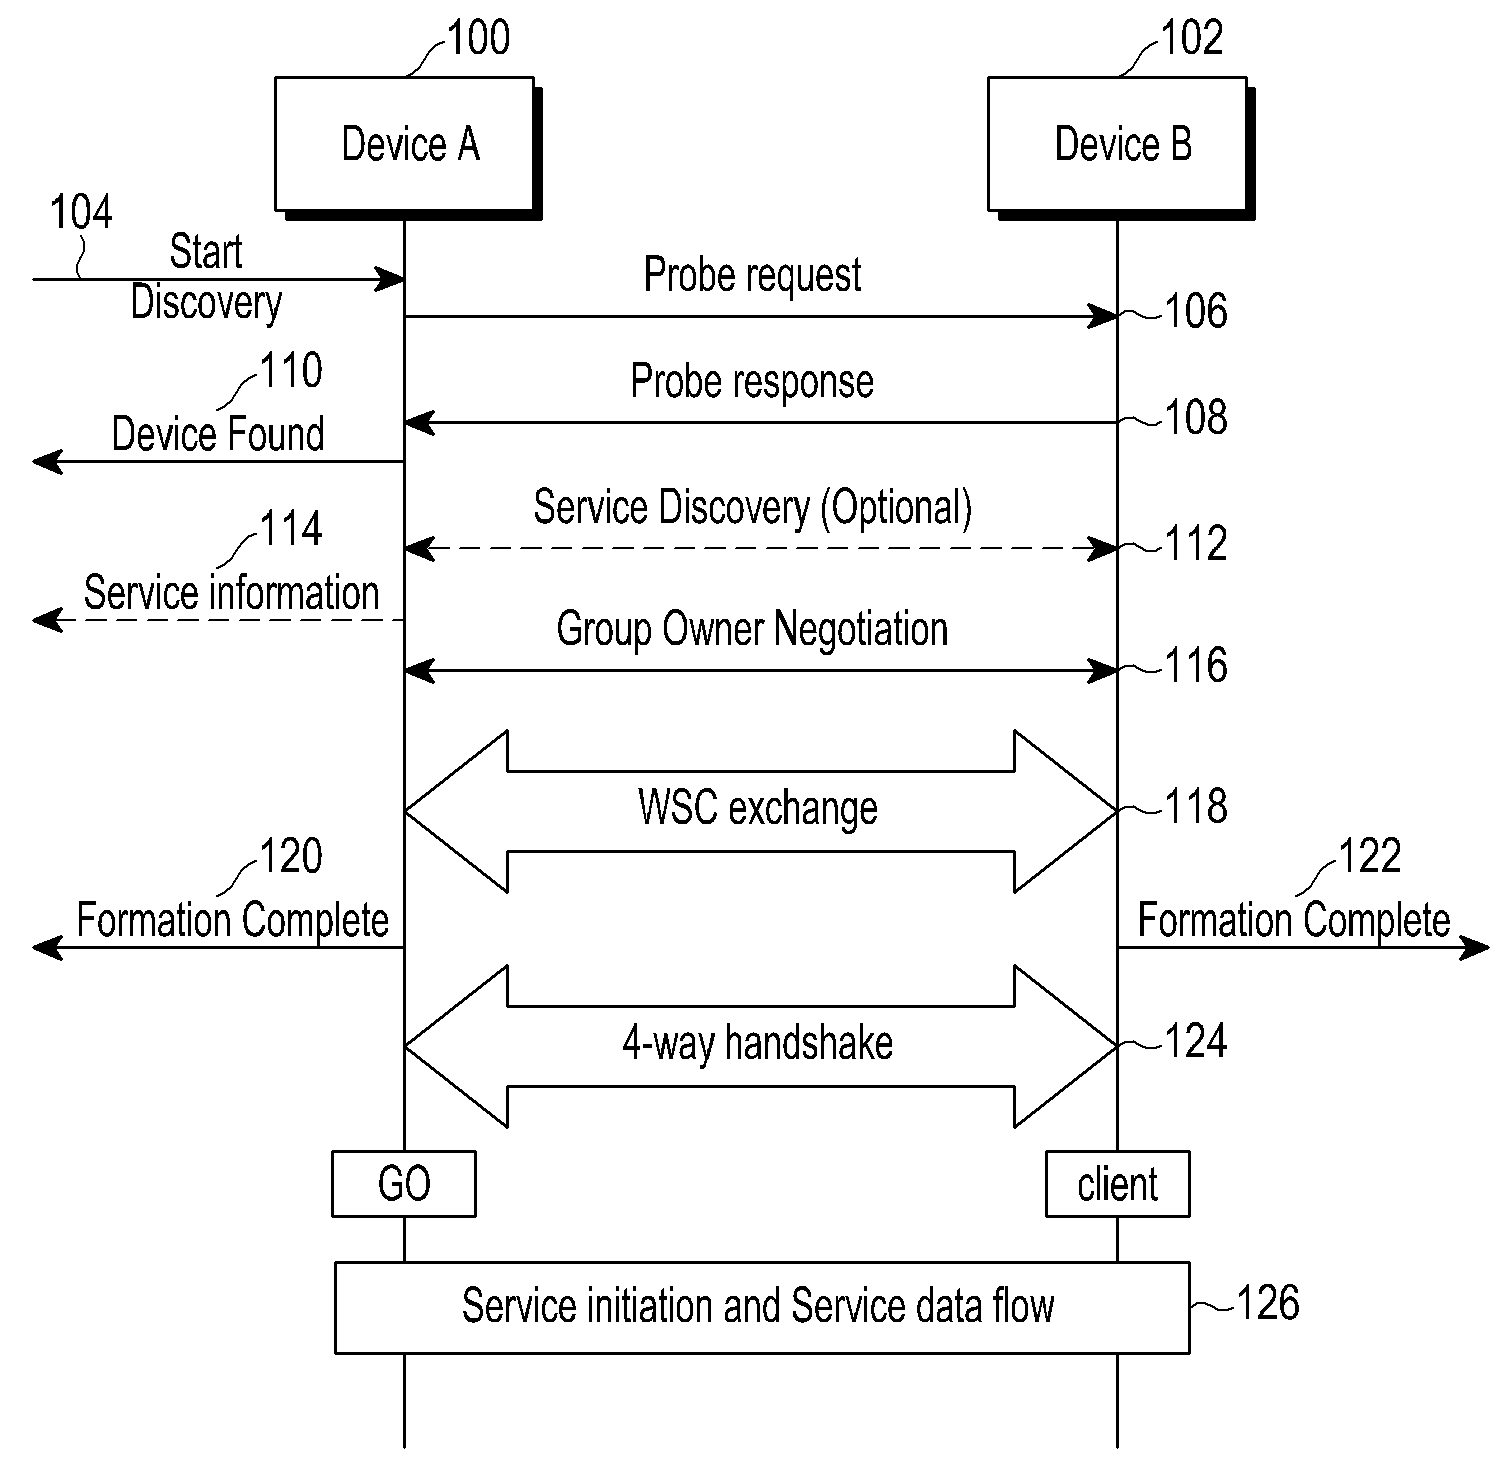 100
102
Device A
Device B
104
Start
Discovery
Probe request
106
Probe response
108
110
Device Found
Service Discovery (Optional)
112
114
Service information
Group Owner Negotiation
116
WSC exchange
118
120
Formation Complete
122
Formation Complete
4-way handshake
124
GO
client
Service initiation and Service data flow
126